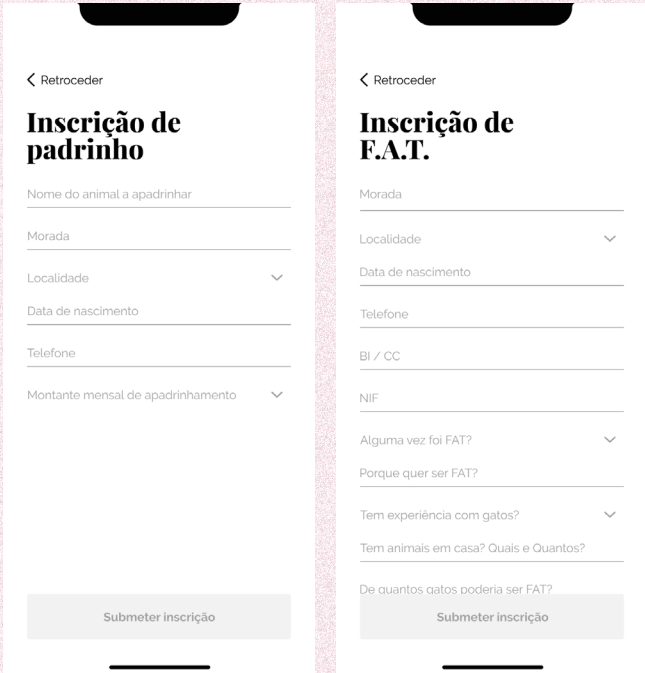 Retroceder
Inscrição de
padrinho
Nome do animal a apadrinhar
Morada
Localidade
Data de nascimento
Telefone
Montante mensal de apadrinhamento
Submeter inscrição
Retroceder
Inscrição de
F.A.T.
Morada
Localidade
Data de nascimento
Telefone
BI / CC
NIF
Alguma vez foi FAT?
Porque quer ser FAT?
Tem experiência com gatos?
Tem animais em casa? Quais e Quantos?
De quantos gatos poderia ser FAT?
Submeter inscrição